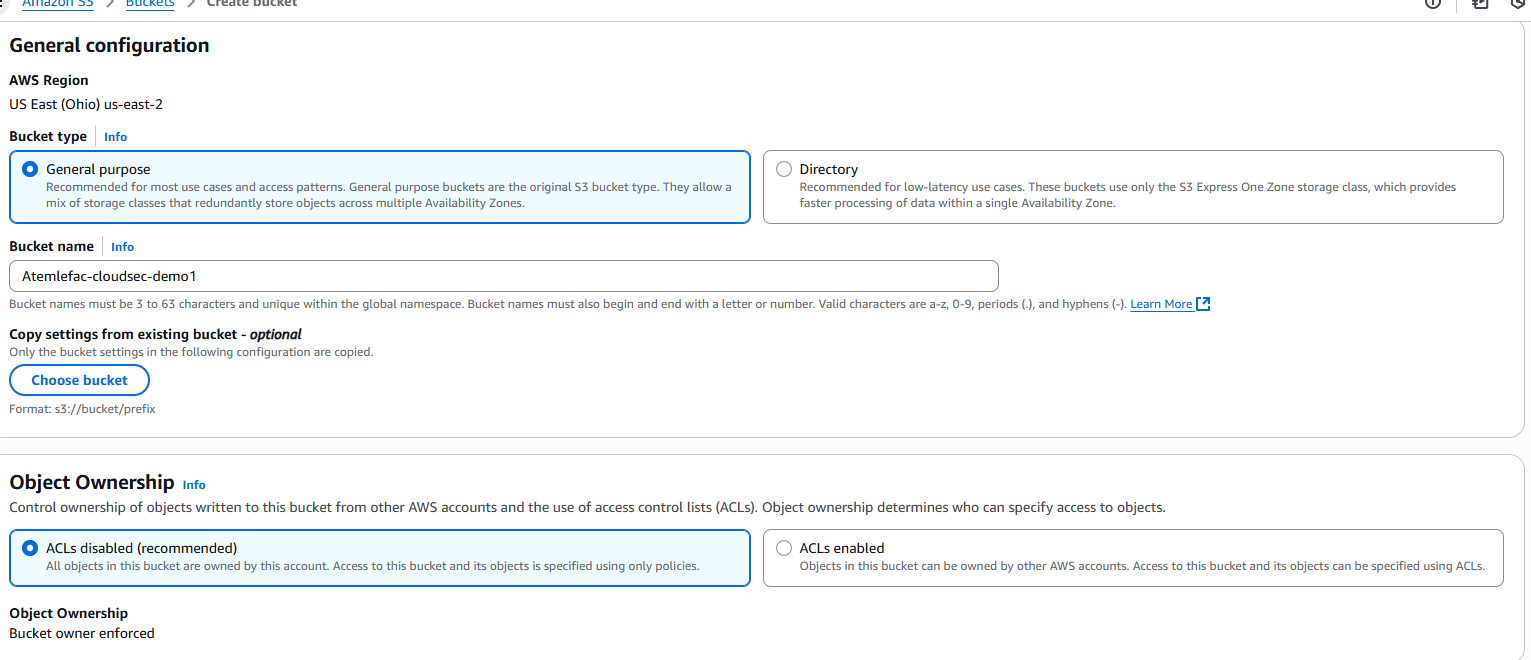 Amazon S3 > Buckets > Create bucket
General configuration
AWS Region
US East (Ohio) us-east-2
Bucket type Info
General purpose
Recommended for most use cases and access patterns. General purpose buckets are the original S3 bucket type. They allow a
mix of storage classes that redundantly store objects across multiple Availability Zones.
Directory
Recommended for low-latency use cases. These buckets use only the S3 Express One Zone storage class, which provides
faster processing of data within a single Availability Zone.
Bucket name Info
Atemlefac-cloudsec-demo1
Bucket names must be 3 to 63 characters and unique within the global namespace. Bucket names must also begin and end with a letter or number. Valid characters are a-z, 0-9, periods (.), and hyphens (-). Learn More
Copy settings from existing bucket - optional
Only the bucket settings in the following configuration are copied.
Choose bucket
Format: s3://bucket/prefix
Object Ownership Info
Control ownership of objects written to this bucket from other AWS accounts and the use of access control lists (ACLs). Object ownership determines who can specify access to objects.
ACLs disabled (recommended)
All objects in this bucket are owned by this account. Access to this bucket and its objects is specified using only policies.
ACLs enabled
Objects in this bucket can be owned by other AWS accounts. Access to this bucket and its objects can be specified using ACLs.
Object Ownership
Bucket owner enforced